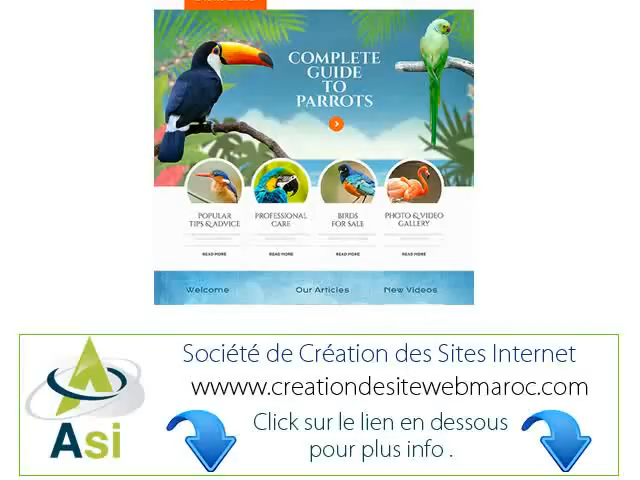 COMPLETE
GUIDE
TO
PARROTS
POPULAR
TIPS & ADVICE
PROFESSIONAL
CARE
BIRDS
FOR SALE
PHOTO & VIDEO
GALLERY
READ MORE
READ MORE
READ MORE
READ MORE
Welcome
Our Articles
New Videos
Société de Création des Sites Internet
wwww.creationdesitewebmaroc.com
Click sur le lien en dessous
pour plus info .
Asi